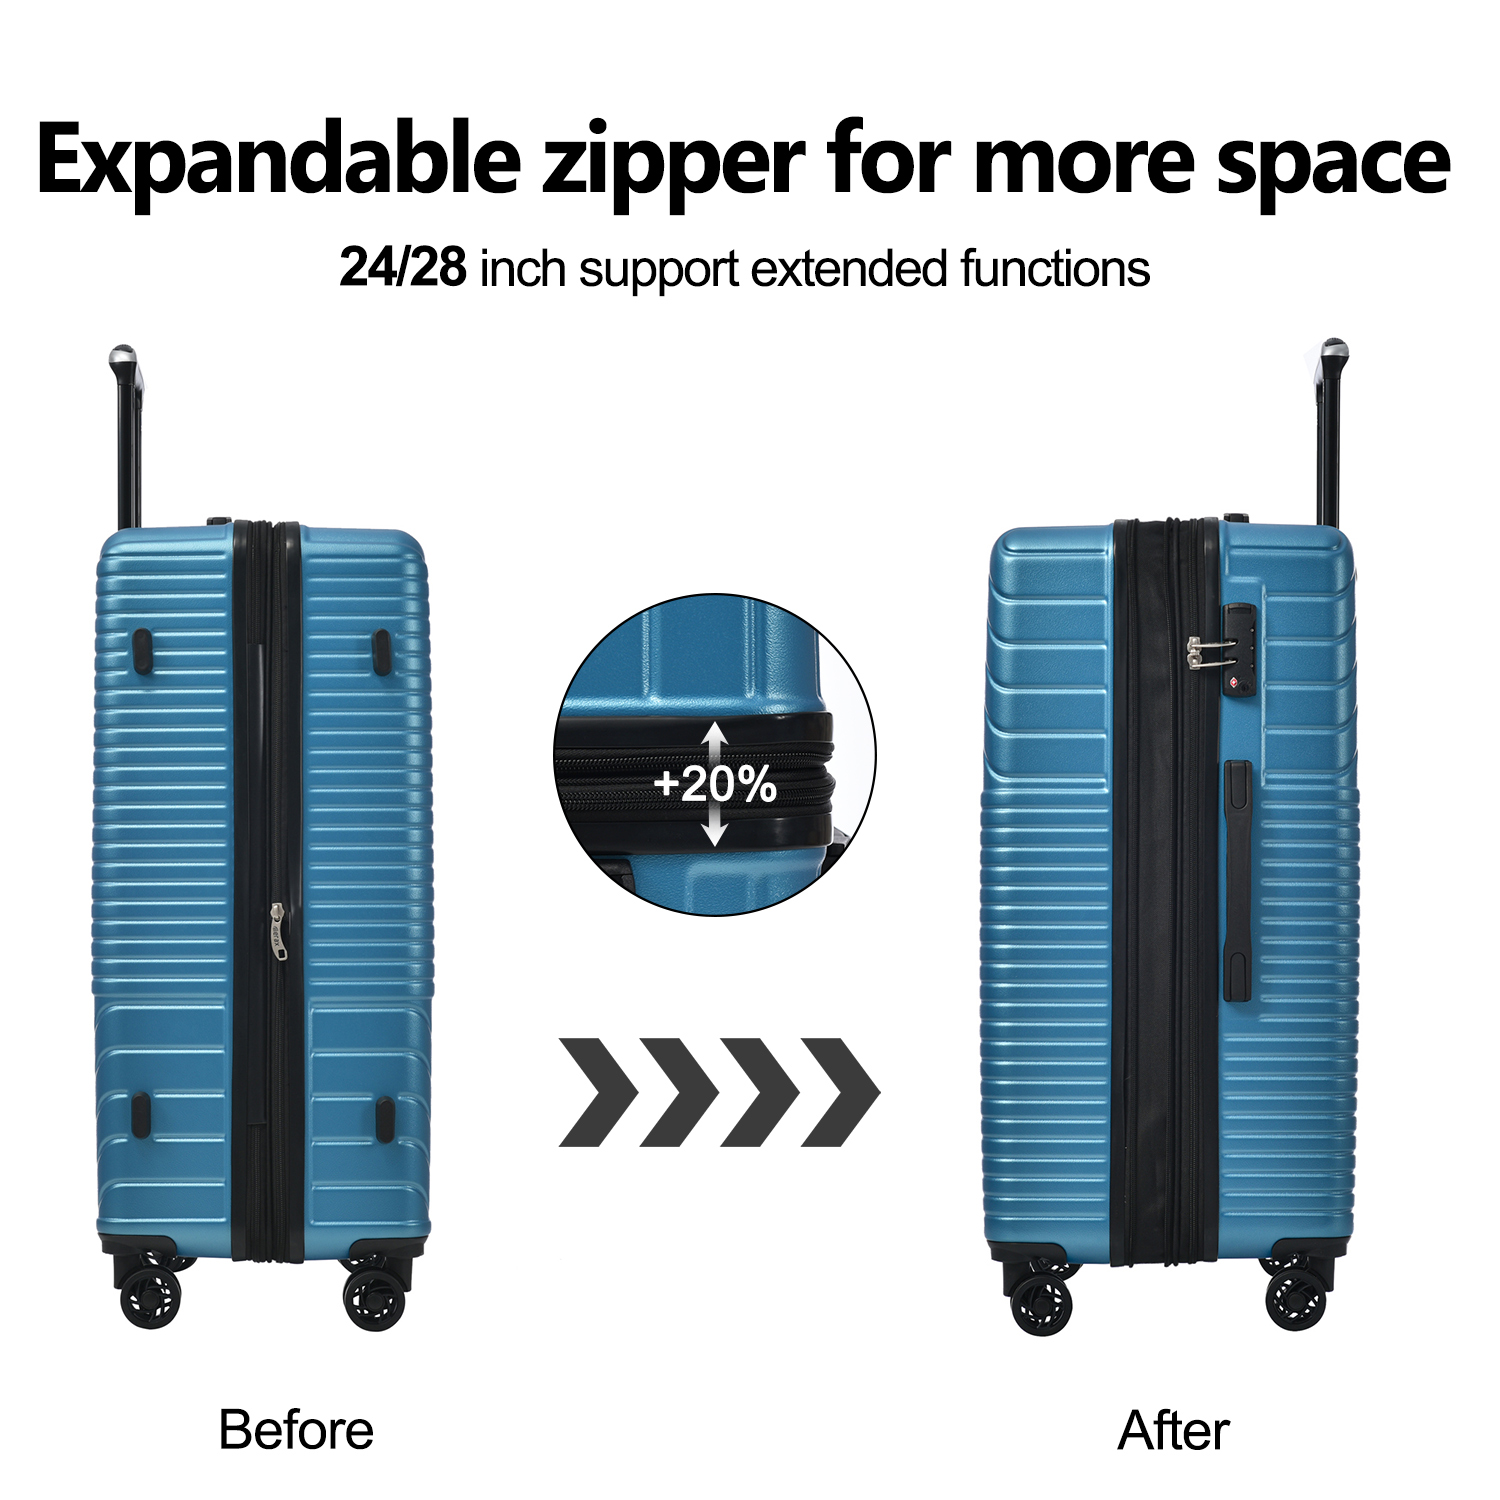 Expandable zipper for more space
24/28 inch support extended functions
+20%
Before
After